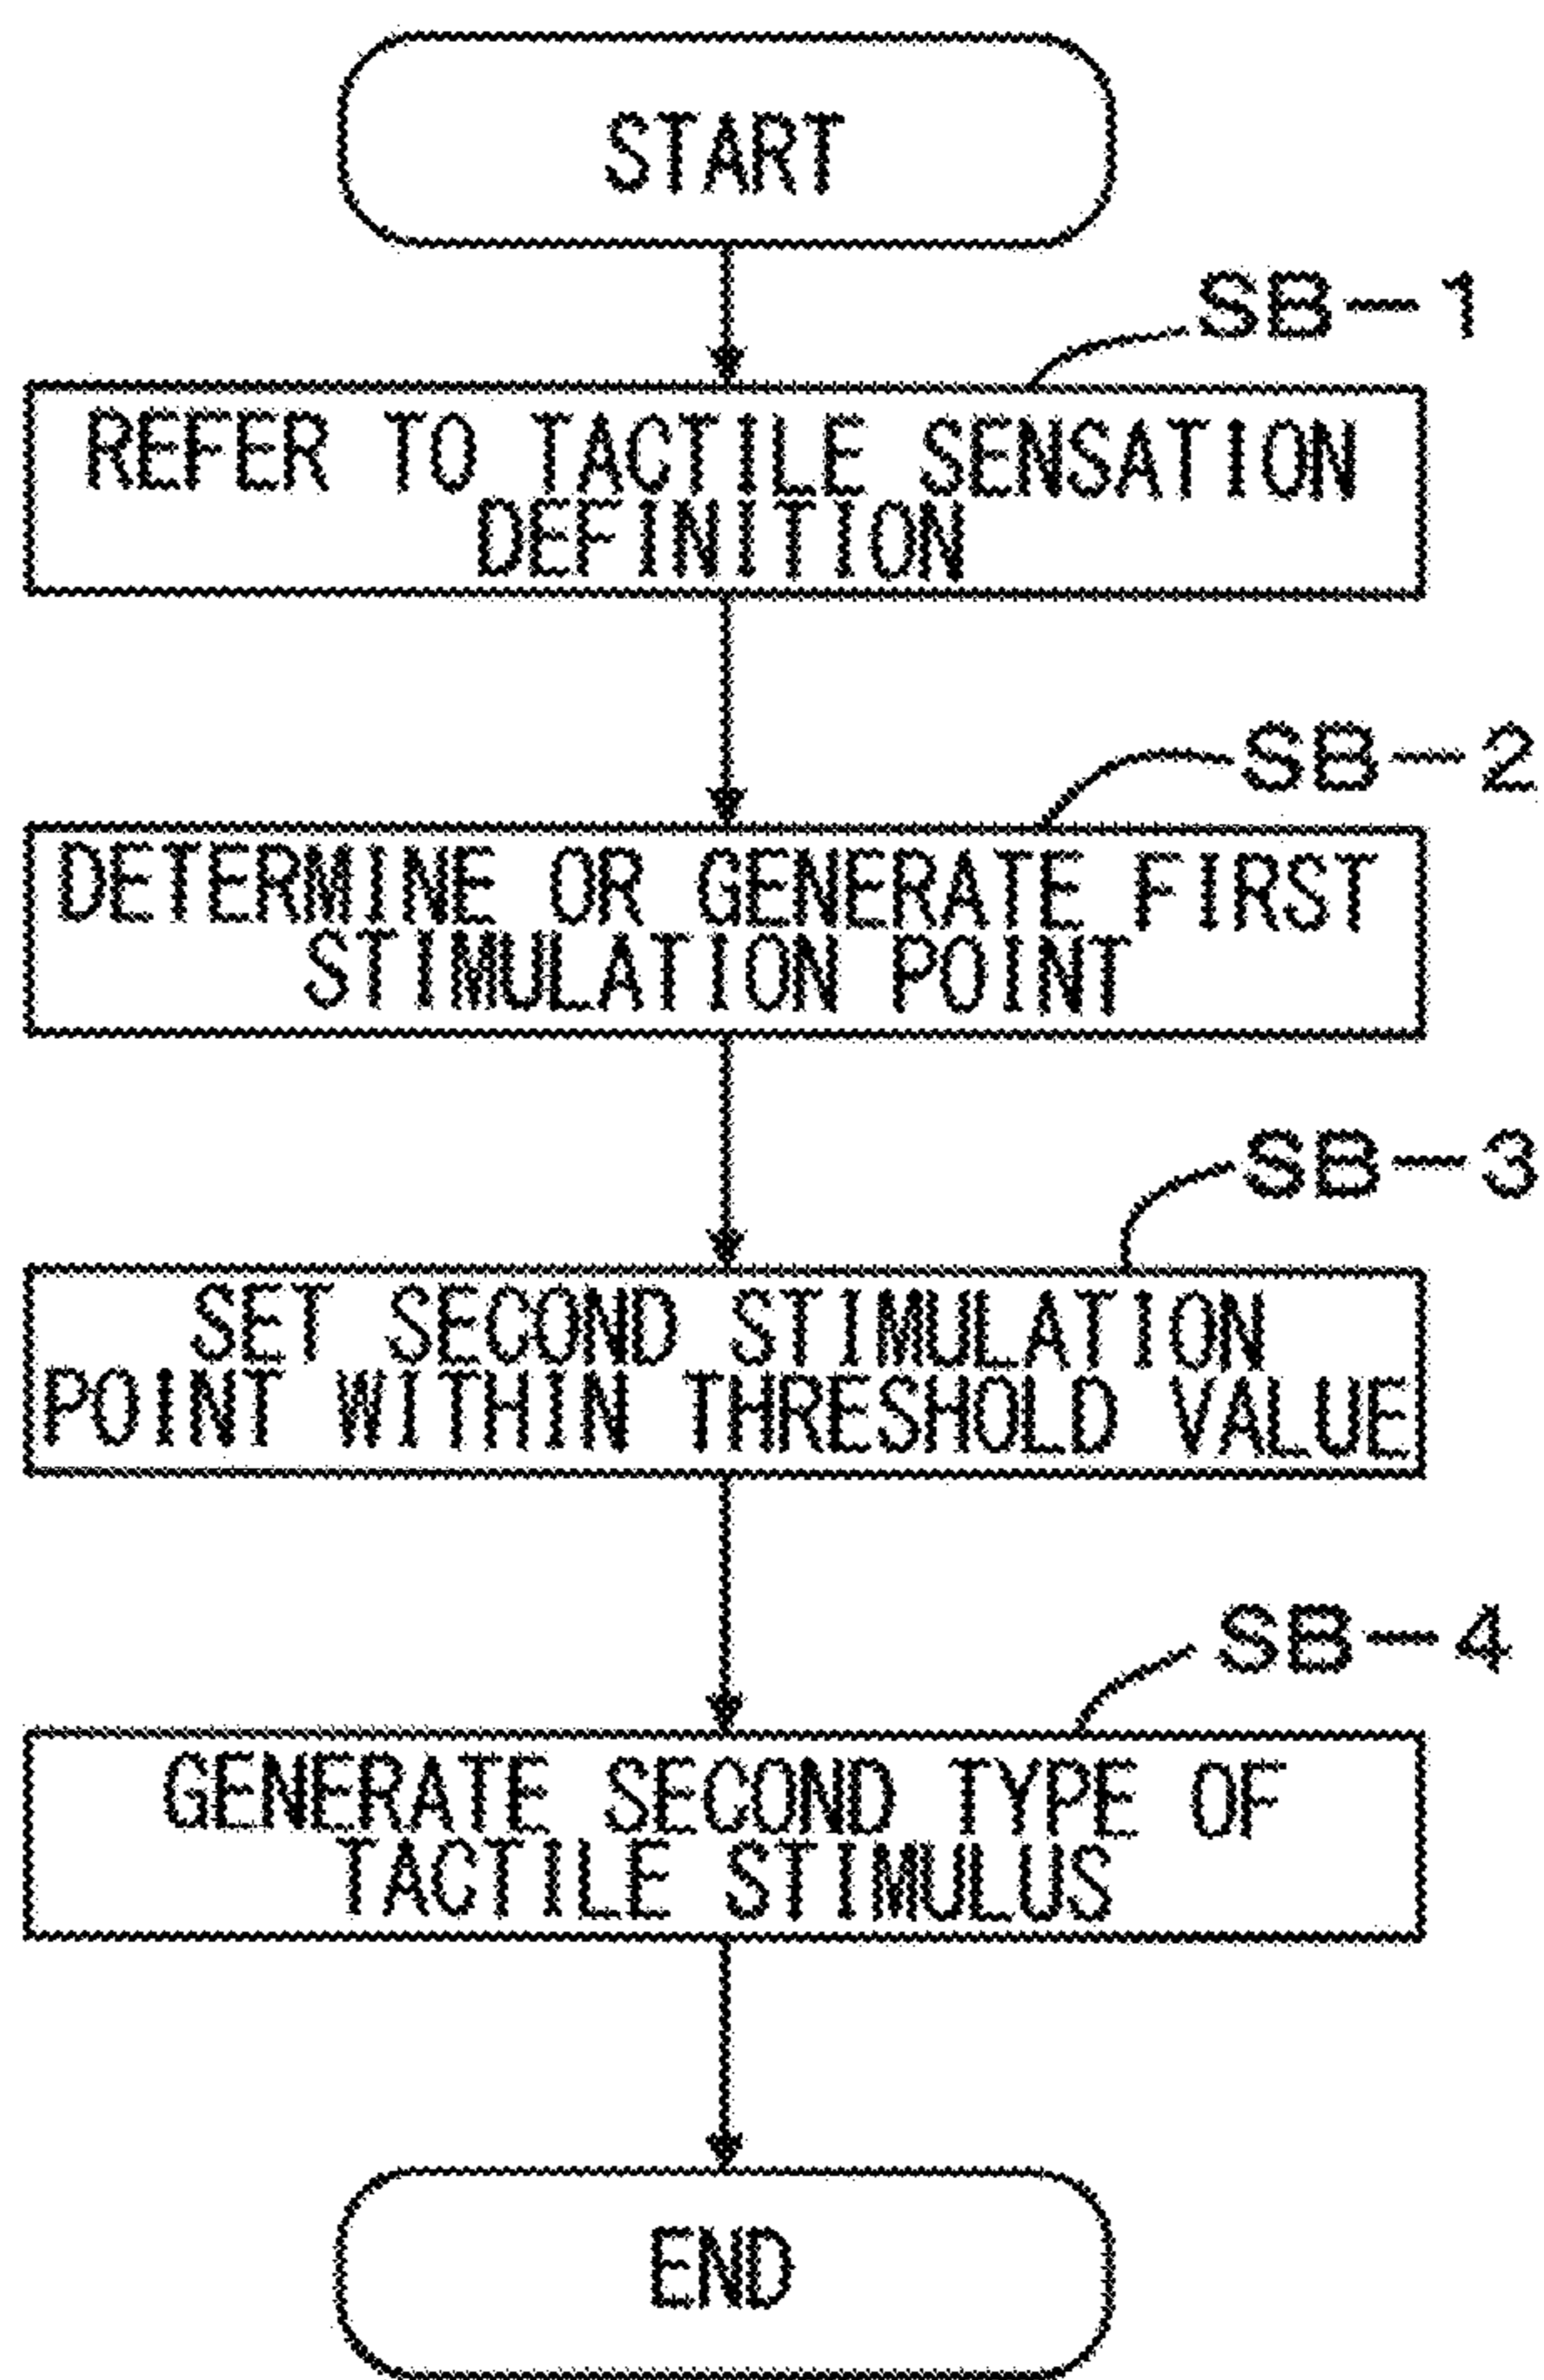 START
SB-1
REFER TO TACTILE SENSATION
DEFINITION
SB-2
DETERMINE OR GENERATE FIRST
STIMULATION POINT
SB-3
SET SECOND STIMULATION
POINT WITHIN THRESHOLD VALUE
SB-4
GENERATE SECOND TYPE OF
TACTILE STIMULUS
END